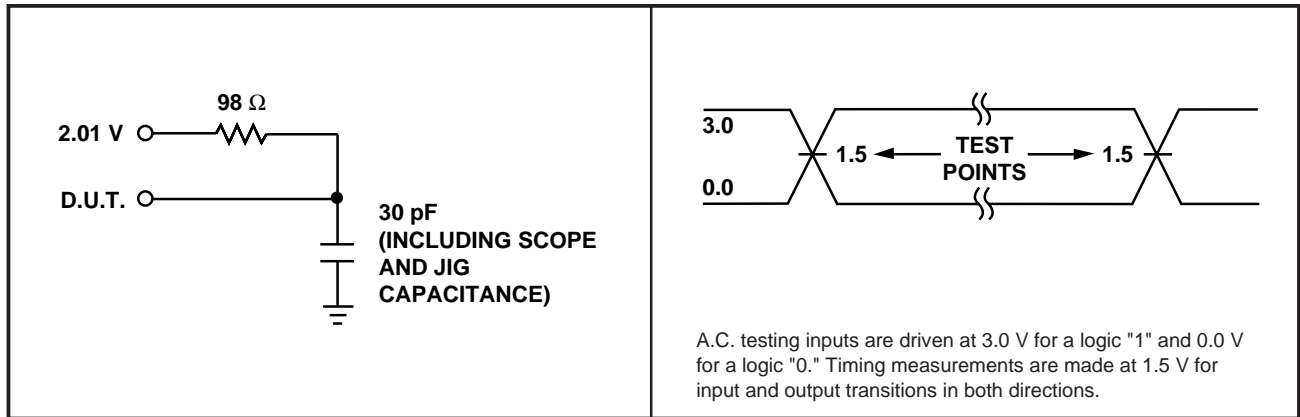 98 Ω
2.01 V
D.U.T.
30 pF
(INCLUDING SCOPE
AND JIG
CAPACITANCE)
3.0
0.0
1.5
TEST
POINTS
1.5
A.C. testing inputs are driven at 3.0 V for a logic "1" and 0.0 V
for a logic "0." Timing measurements are made at 1.5 V for
input and output transitions in both directions.